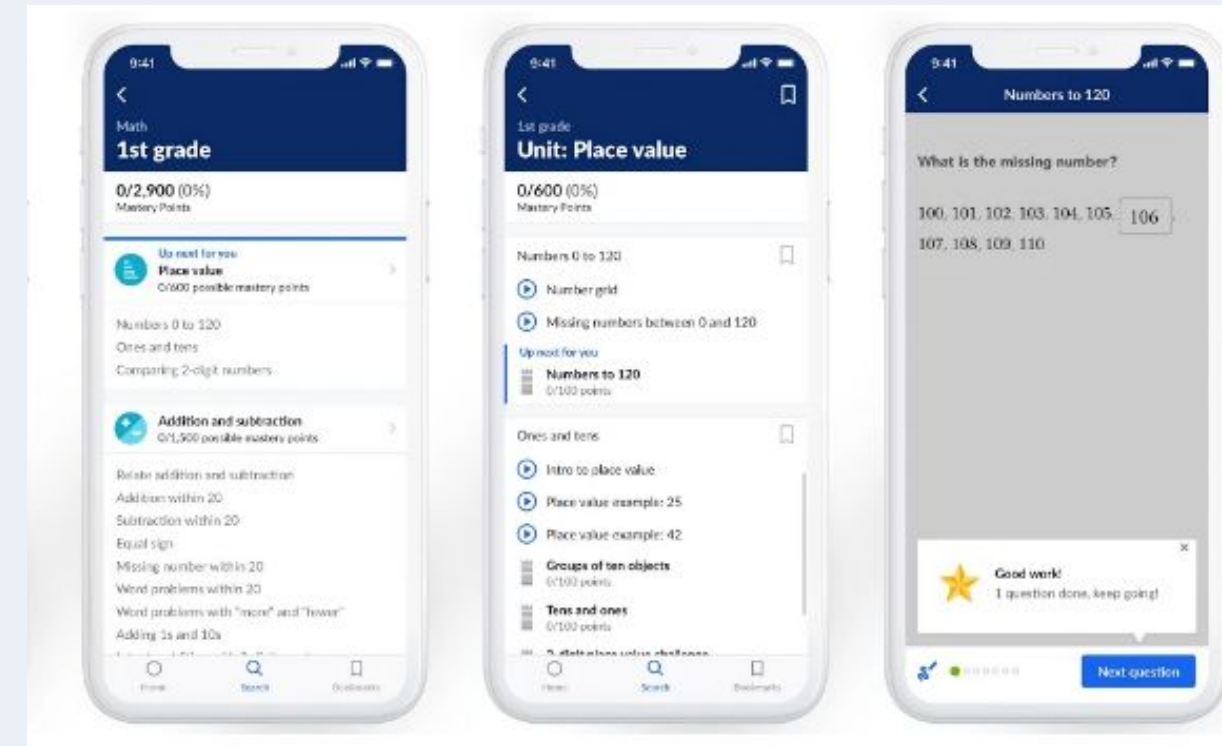 9:41
Math
1st grade
0/2,900 (0%)
Mastery Points
Up next for you
Place value
0/600 possible mastery points
Numbers 0 to 120
Ones and tens
Comparing 2-digit numbers
Addition and subtraction
0/1,500 possible mastery points
Relate addition and subtraction
Addition within 20
Subtraction within 20
Equal sign
Missing number within 20
Word problems within 20
Word problems with "more" and "fewer"
Adding 1s and 10s
Home
Search
Bookmarks
9:41
1st grade
Unit: Place value
0/600 (0%)
Mastery Points
Numbers 0 to 120
Number grid
Missing numbers between 0 and 120
Up next for you
Numbers to 120
0/100 points
Ones and tens
Intro to place value
Place value example: 25
Place value example: 42
Groups of ten objects
0/100 points
Tens and ones
0/100 points
2-digit place value challenge
Home
Search
Bookmarks
9:41
Numbers to 120
What is the missing number?
100, 101, 102, 103, 104, 105, 106,
107, 108, 109, 110
Good work!
1 question done, keep going!
Next question